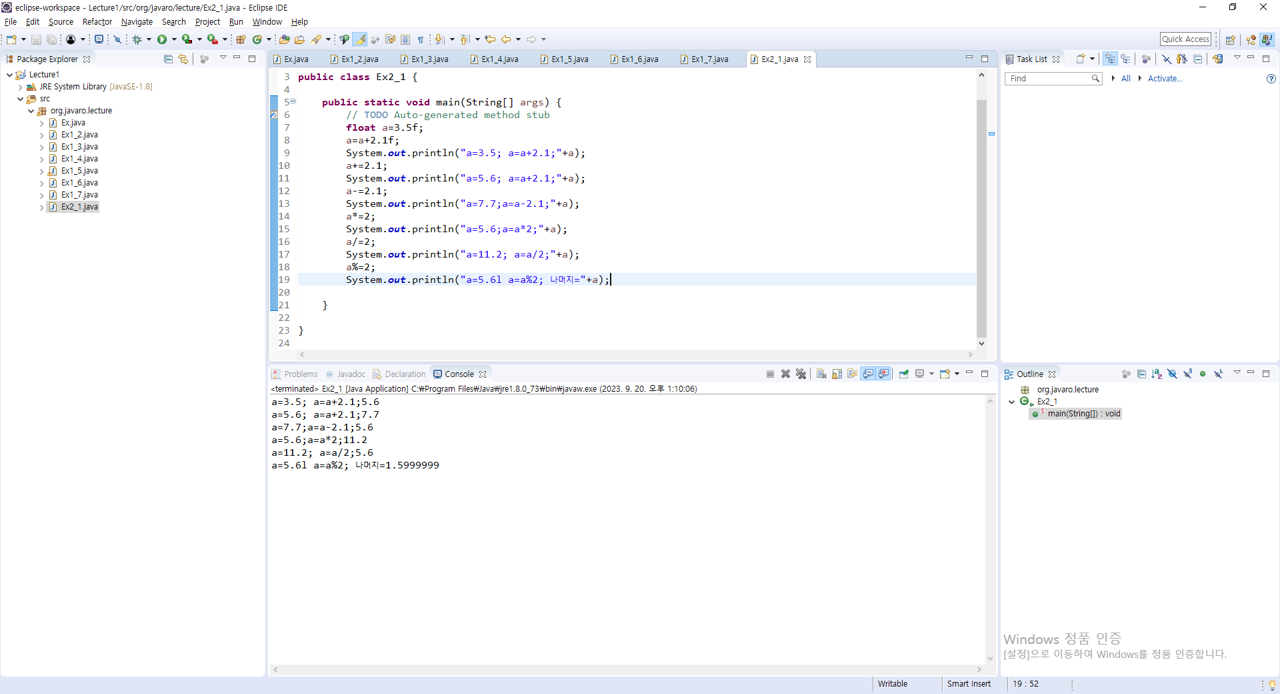 eclipse-workspace - Lecture1/src/org/javaro/lecture/Ex2_1.java - Eclipse IDE
File Edit Source Refactor Navigate Search Project Run Window Help
Quick Access
Package Explorer
Lecture1
JRE System Library [JavaSE-1.8]
src
org.javaro.lecture
Ex.java
Ex1_2.java
Ex1_3.java
Ex1_4.java
Ex1_5.java
Ex1_6.java
Ex1_7.java
Ex2_1.java
Ex.java Ex1_2.java Ex1_3.java Ex1_4.java Ex1_5.java Ex1_6.java Ex1_7.java Ex2_1.java
3 public class Ex2_1 {
4
5 public static void main(String[] args) {
6 // TODO Auto-generated method stub
7 float a=3.5f;
8 a=a+2.1f;
9 System.out.println("a=3.5; a=a+2.1;"+a);
10 a+=2.1;
11 System.out.println("a=5.6; a=a+2.1;"+a);
12 a-=2.1;
13 System.out.println("a=7.7;a=a-2.1;"+a);
14 a*=2;
15 System.out.println("a=5.6;a=a*2;"+a);
16 a/=2;
17 System.out.println("a=11.2; a=a/2;"+a);
18 a%=2;
19 System.out.println("a=5.6l a=a%2; 나머지="+a);
20
21 }
22
23 }
24
Problems Javadoc Declaration Console
<terminated> Ex2_1 [Java Application] C:₩Program Files₩Java₩jre1.8.0_73₩bin₩javaw.exe (2023. 9. 20. 오후 1:10:06)
a=3.5; a=a+2.1;5.6
a=5.6; a=a+2.1;7.7
a=7.7;a=a-2.1;5.6
a=5.6;a=a*2;11.2
a=11.2; a=a/2;5.6
a=5.6l a=a%2; 나머지=1.5999999
Task List
Find All Activate...
Outline
org.javaro.lecture
Ex2_1
main(String[]) : void
Windows 정품 인증
[설정]으로 이동하여 Windows를 정품 인증합니다.
Writable Smart Insert 19 : 52